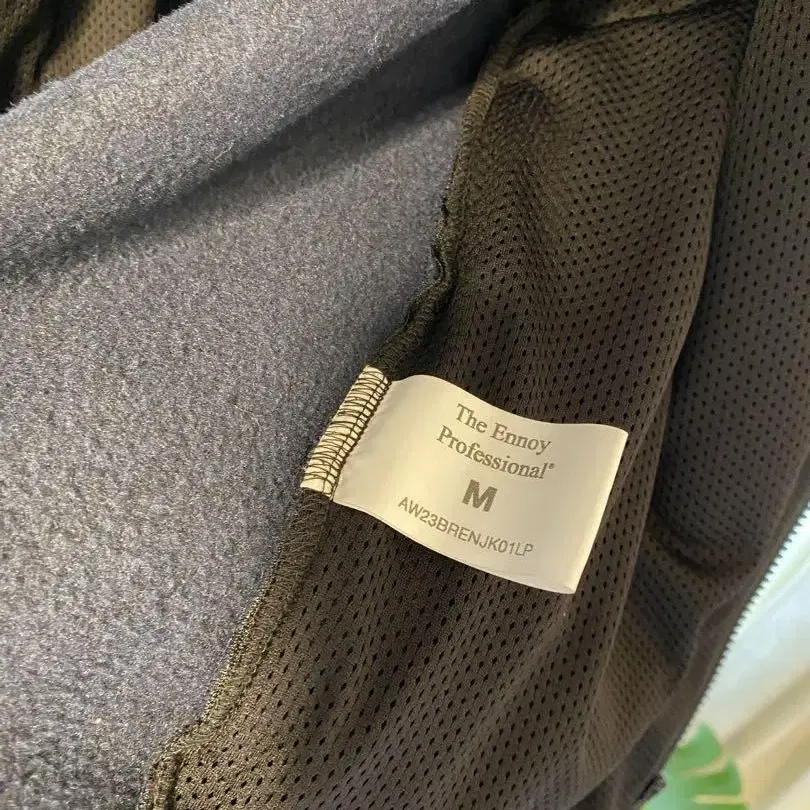 The Ennoy
Professional®
M
AW23BRENJK01LP